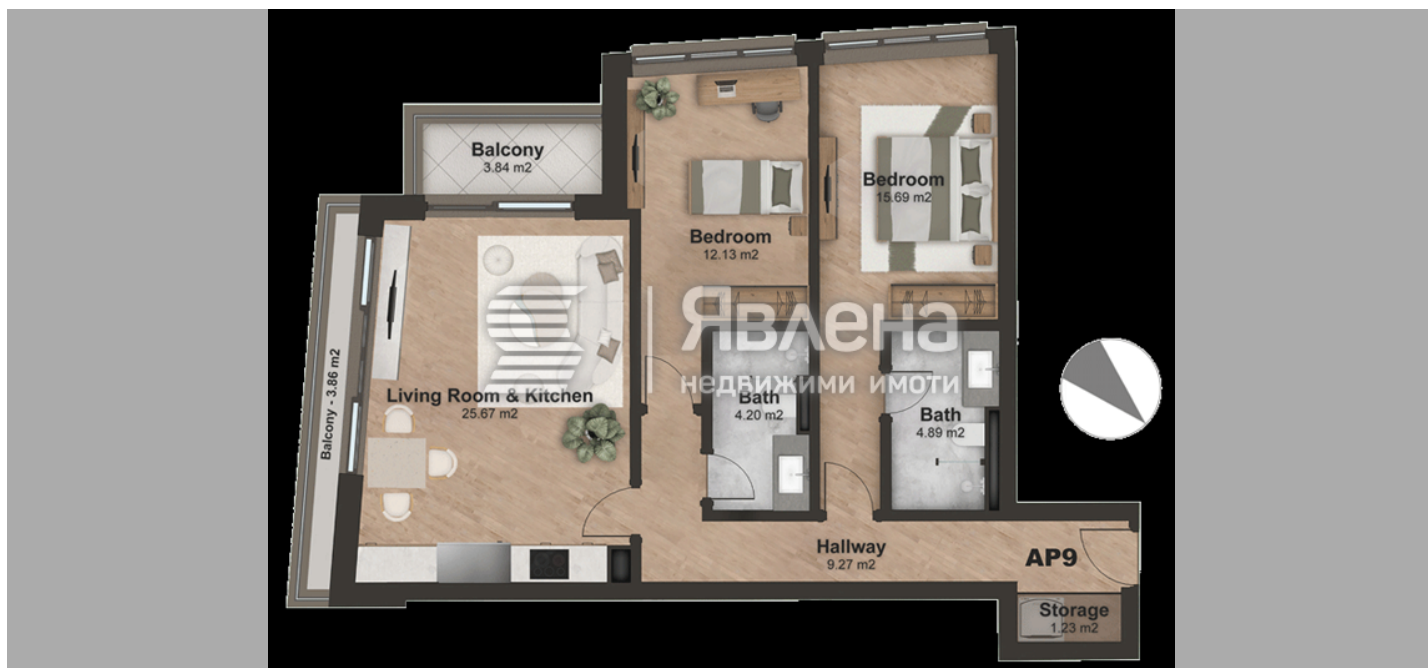 Balcony
3.84 m2
Bedroom
15.69 m2
Bedroom
12.13 m2
Явлена
недвижими имоти
Balcony - 3.86 m2
Living Room & Kitchen
25.67 m2
Bath
4.20 m2
Bath
4.89 m2
Hallway
9.27 m2
AP9
Storage
1.23 m2